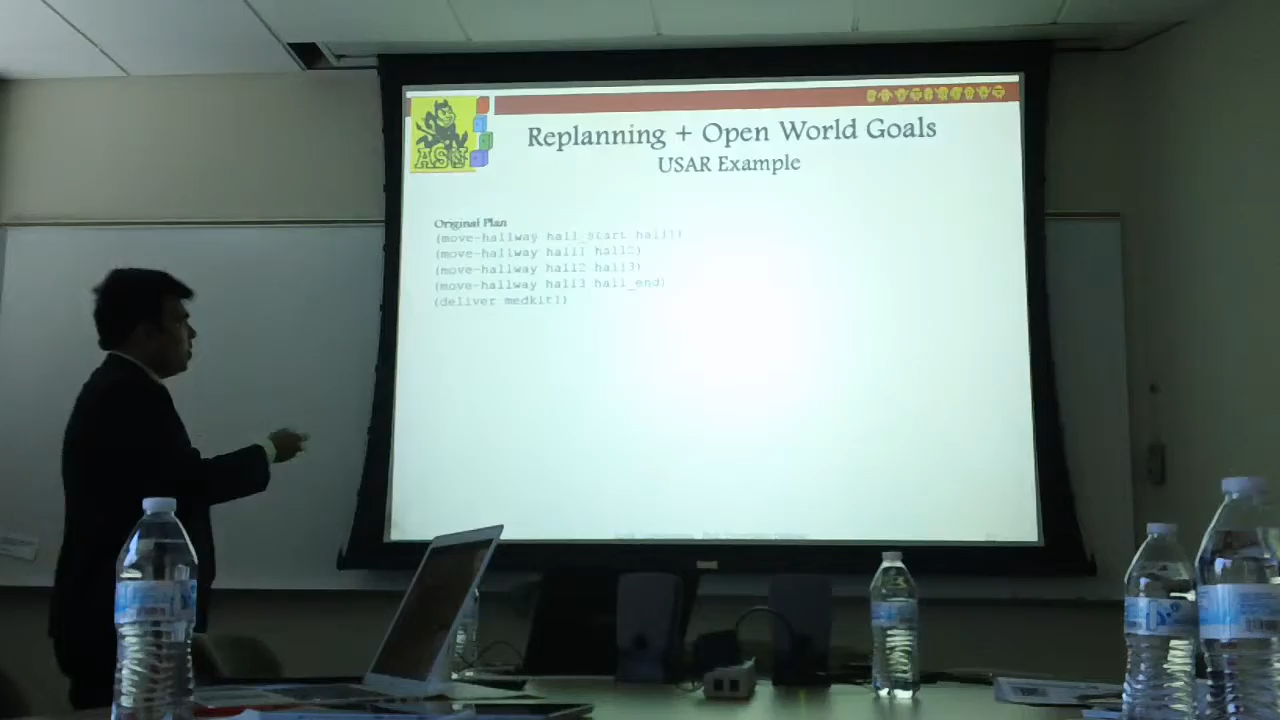 ASU
Replanning + Open World Goals
USAR Example
Original Plan
(move-hallway hall_start hall1)
(move-hallway hall1 hall2)
(move-hallway hall2 hall3)
(move-hallway hall3 hall_end)
(deliver medkit1)